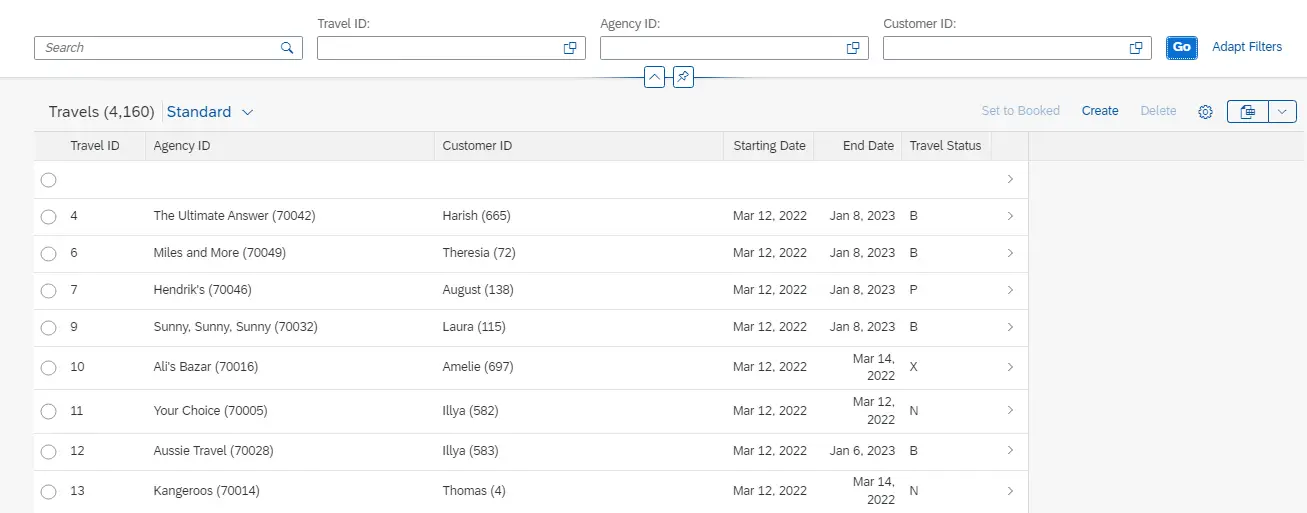 Travel ID: Agency ID: Customer ID:
Search Go Adapt Filters
Travels (4,160) Standard Set to Booked Create Delete
Travel ID Agency ID Customer ID Starting Date End Date Travel Status
4 The Ultimate Answer (70042) Harish (665) Mar 12, 2022 Jan 8, 2023 B
6 Miles and More (70049) Theresia (72) Mar 12, 2022 Jan 8, 2023 B
7 Hendrik's (70046) August (138) Mar 12, 2022 Jan 8, 2023 P
9 Sunny, Sunny, Sunny (70032) Laura (115) Mar 12, 2022 Jan 8, 2023 B
10 Ali's Bazar (70016) Amelie (697) Mar 12, 2022 Mar 14, 2022 X
11 Your Choice (70005) Illya (582) Mar 12, 2022 Mar 12, 2022 N
12 Aussie Travel (70028) Illya (583) Mar 12, 2022 Jan 6, 2023 B
13 Kangeroos (70014) Thomas (4) Mar 12, 2022 Mar 14, 2022 N